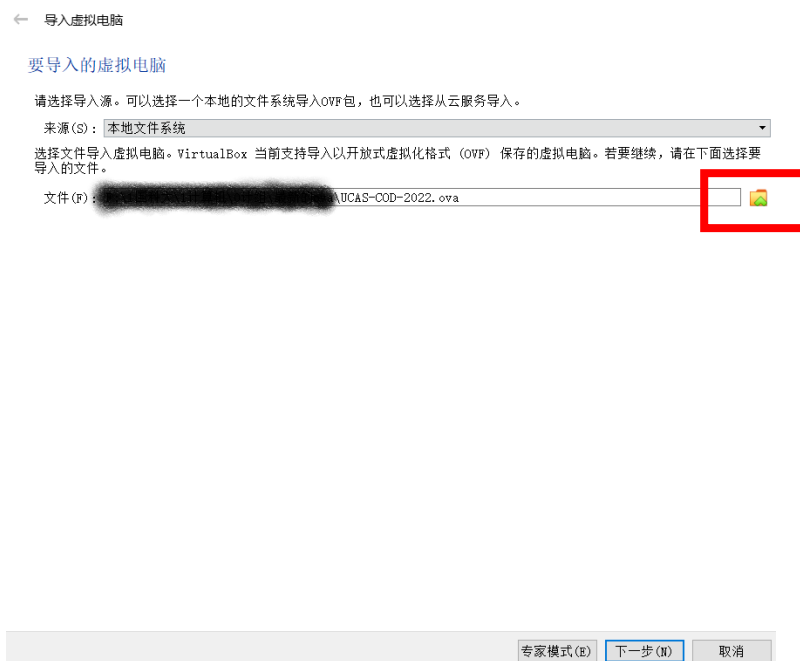 导入虚拟电脑
要导入的虚拟电脑
请选择导入源。可以选择一个本地的文件系统导入OVF包，也可以选择从云服务导入。
来源(S): 本地文件系统
选择文件导入虚拟电脑。VirtualBox 当前支持导入以开放式虚拟化格式 (OVF) 保存的虚拟电脑。若要继续，请在下面选择要
导入的文件。
文件(F): \UCAS-COD-2022.ova
专家模式(E) 下一步(N) 取消